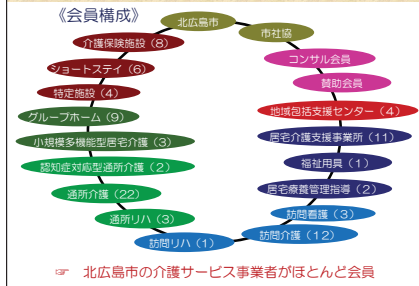 《会員構成》
北広島市
市社協
コンサル会員
賛助会員
地域包括支援センター（4）
居宅介護支援事業所（11）
福祉用具（1）
居宅療養管理指導（2）
訪問看護（3）
訪問介護（12）
訪問リハ（1）
通所リハ（3）
通所介護（22）
認知症対応型通所介護（2）
小規模多機能型居宅介護（3）
グループホーム（9）
特定施設（4）
ショートステイ（6）
介護保険施設（8）
☞ 北広島市の介護サービス事業者がほとんど会員